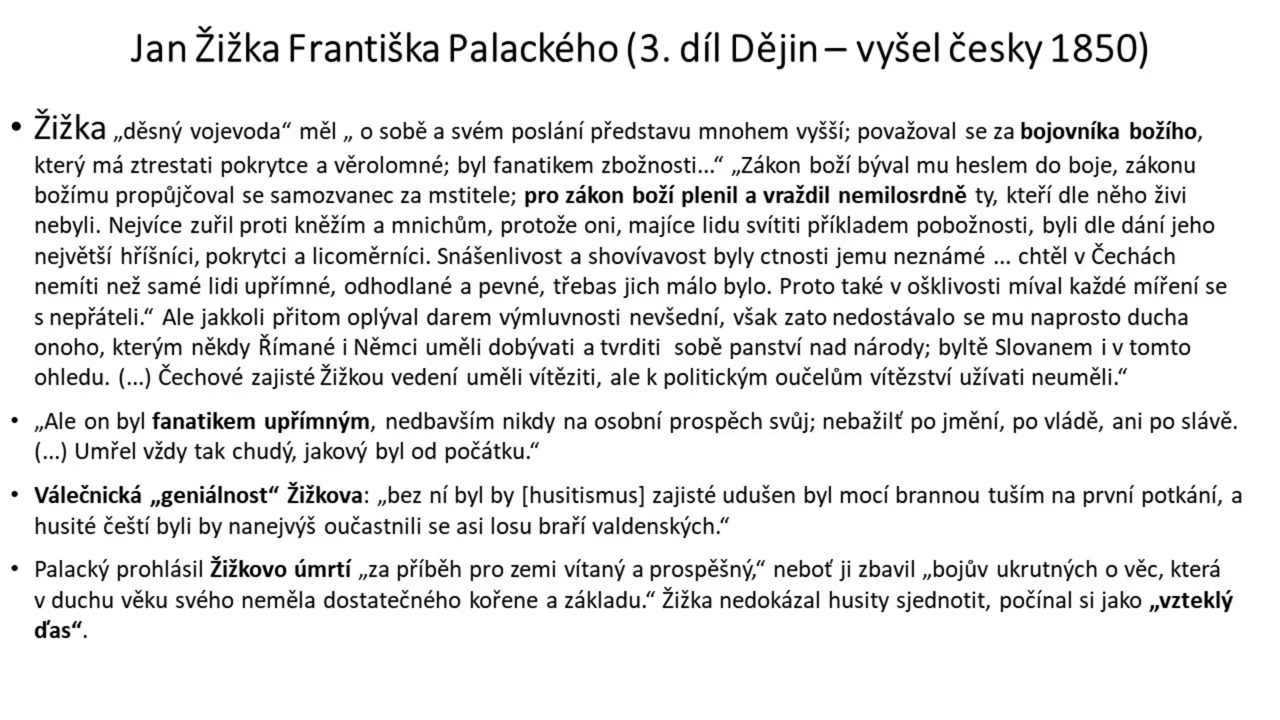 Jan Žižka Františka Palackého (3. díl Dějin – vyšel česky 1850)
• Žižka „děsný vojevoda“ měl „ o sobě a svém poslání představu mnohem vyšší; považoval se za bojovníka božího,
který má ztrestati pokrytce a věrolomné; byl fanatikem zbožnosti...“ „Zákon boží býval mu heslem do boje, zákonu
božímu propůjčoval se samozvanec za mstitele; pro zákon boží plenil a vraždil nemilosrdně ty, kteří dle něho živi
nebyli. Nejvíce zuřil proti kněžím a mnichům, protože oni, majíce lidu svítiti příkladem pobožnosti, byli dle dání jeho
největší hříšníci, pokrytci a licoměrníci. Snášenlivost a shovívavost byly ctnosti jemu neznámé ... chtěl v Čechách
nemíti než samé lidi upřímné, odhodlané a pevné, třebas jich málo bylo. Proto také v ošklivosti míval každé míření se
s nepřáteli.“ Ale jakkoli přitom oplýval darem výmluvnosti nevšední, však zato nedostávalo se mu naprosto ducha
onoho, kterým někdy Římané i Němci uměli dobývati a tvrditi sobě panství nad národy; byltě Slovanem i v tomto
ohledu. (...) Čechové zajisté Žižkou vedení uměli vítěziti, ale k politickým oučelům vítězství užívati neuměli.“
• „Ale on byl fanatikem upřímným, nedbavším nikdy na osobní prospěch svůj; nebažilť po jmění, po vládě, ani po slávě.
(...) Umřel vždy tak chudý, jakový byl od počátku.“
• Válečnická „geniálnost“ Žižkova: „bez ní byl by [husitismus] zajisté udušen byl mocí brannou tuším na první potkání, a
husité čeští byli by nanejvýš oučastnili se asi losu braří valdenských.“
• Palacký prohlásil Žižkovo úmrtí „za příběh pro zemi vítaný a prospěšný,“ neboť ji zbavil „bojův ukrutných o věc, která
v duchu věku svého neměla dostatečného kořene a základu.“ Žižka nedokázal husity sjednotit, počínal si jako „vzteklý
ďas“.